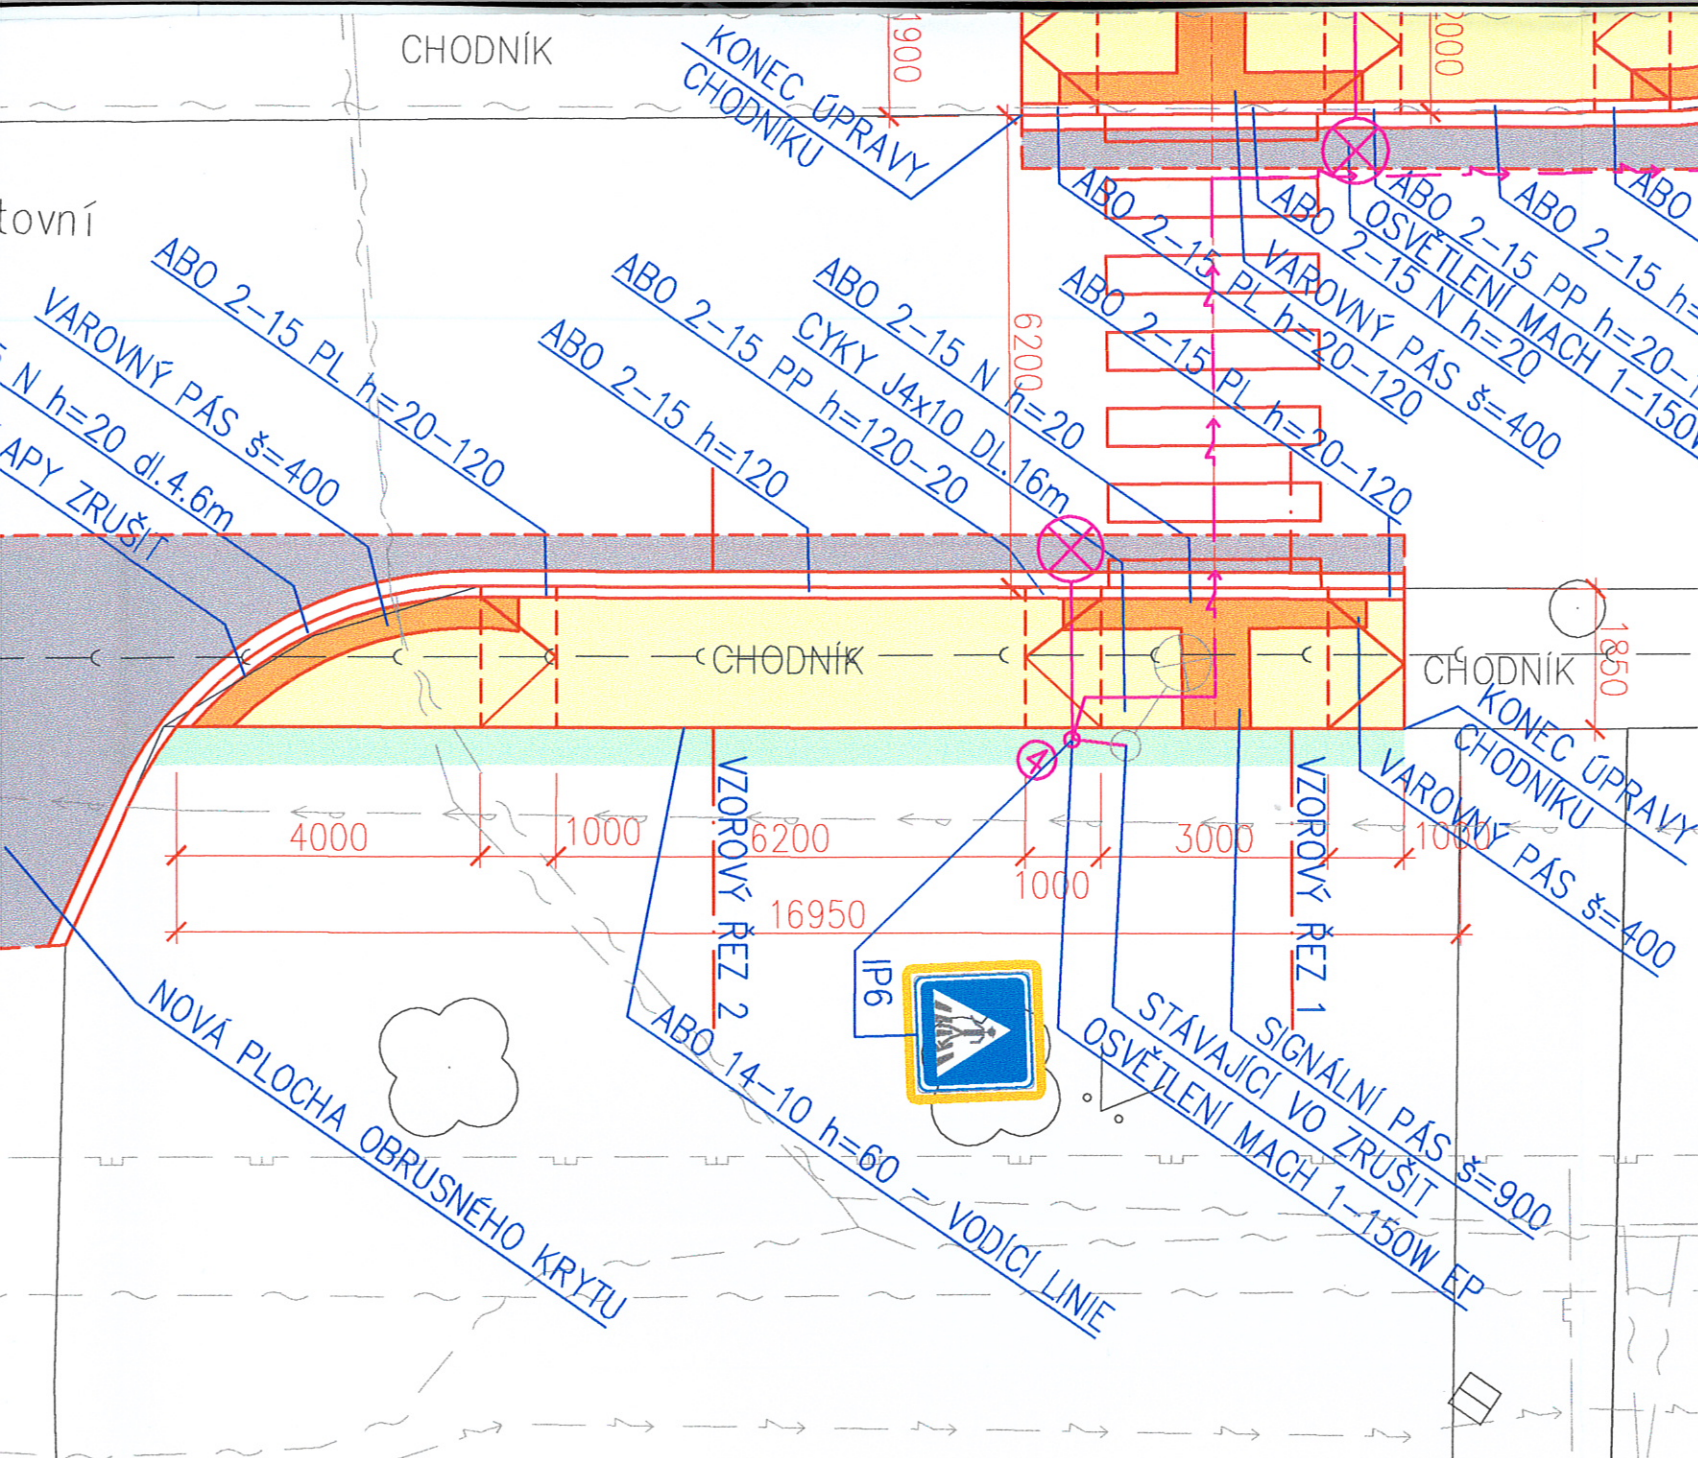 CHODNÍK
1900
KONEC ÚPRAVY
CHODNÍKU
2000
tovní
ABO 2-15 PL h=20-120
VAROVNÝ PÁS š=400
N h=20 dl.4.6m
APY ZRUŠIT
ABO 2-15 PP h=120-20
ABO 2-15 h=120
ABO 2-15 N h=20
CYKY J4x10 DL.16m
6200
ABO 2-15 PL h=20-120
ABO 2-15 PL h=20-120
ABO 2-15 N h=20
VAROVNÝ PÁS š=400
ABO 2-15 PP h=20-1
OSVĚTLENÍ MACH 1-150W
ABO 2-15 h=
ABO
CHODNÍK
CHODNÍK
1850
KONEC ÚPRAVY
CHODNÍKU
VAROVNÝ PÁS š=400
4
4000
1000
6200
1000
3000
1000
16950
VZOROVÝ ŘEZ 2
VZOROVÝ ŘEZ 1
IP6
NOVÁ PLOCHA OBRUSNÉHO KRYTU
ABO 14-10 h=60 - VODÍCÍ LINIE
SIGNÁLNÍ PÁS š=900
STÁVAJÍCÍ VO ZRUŠIT
OSVĚTLENÍ MACH 1-150W EP